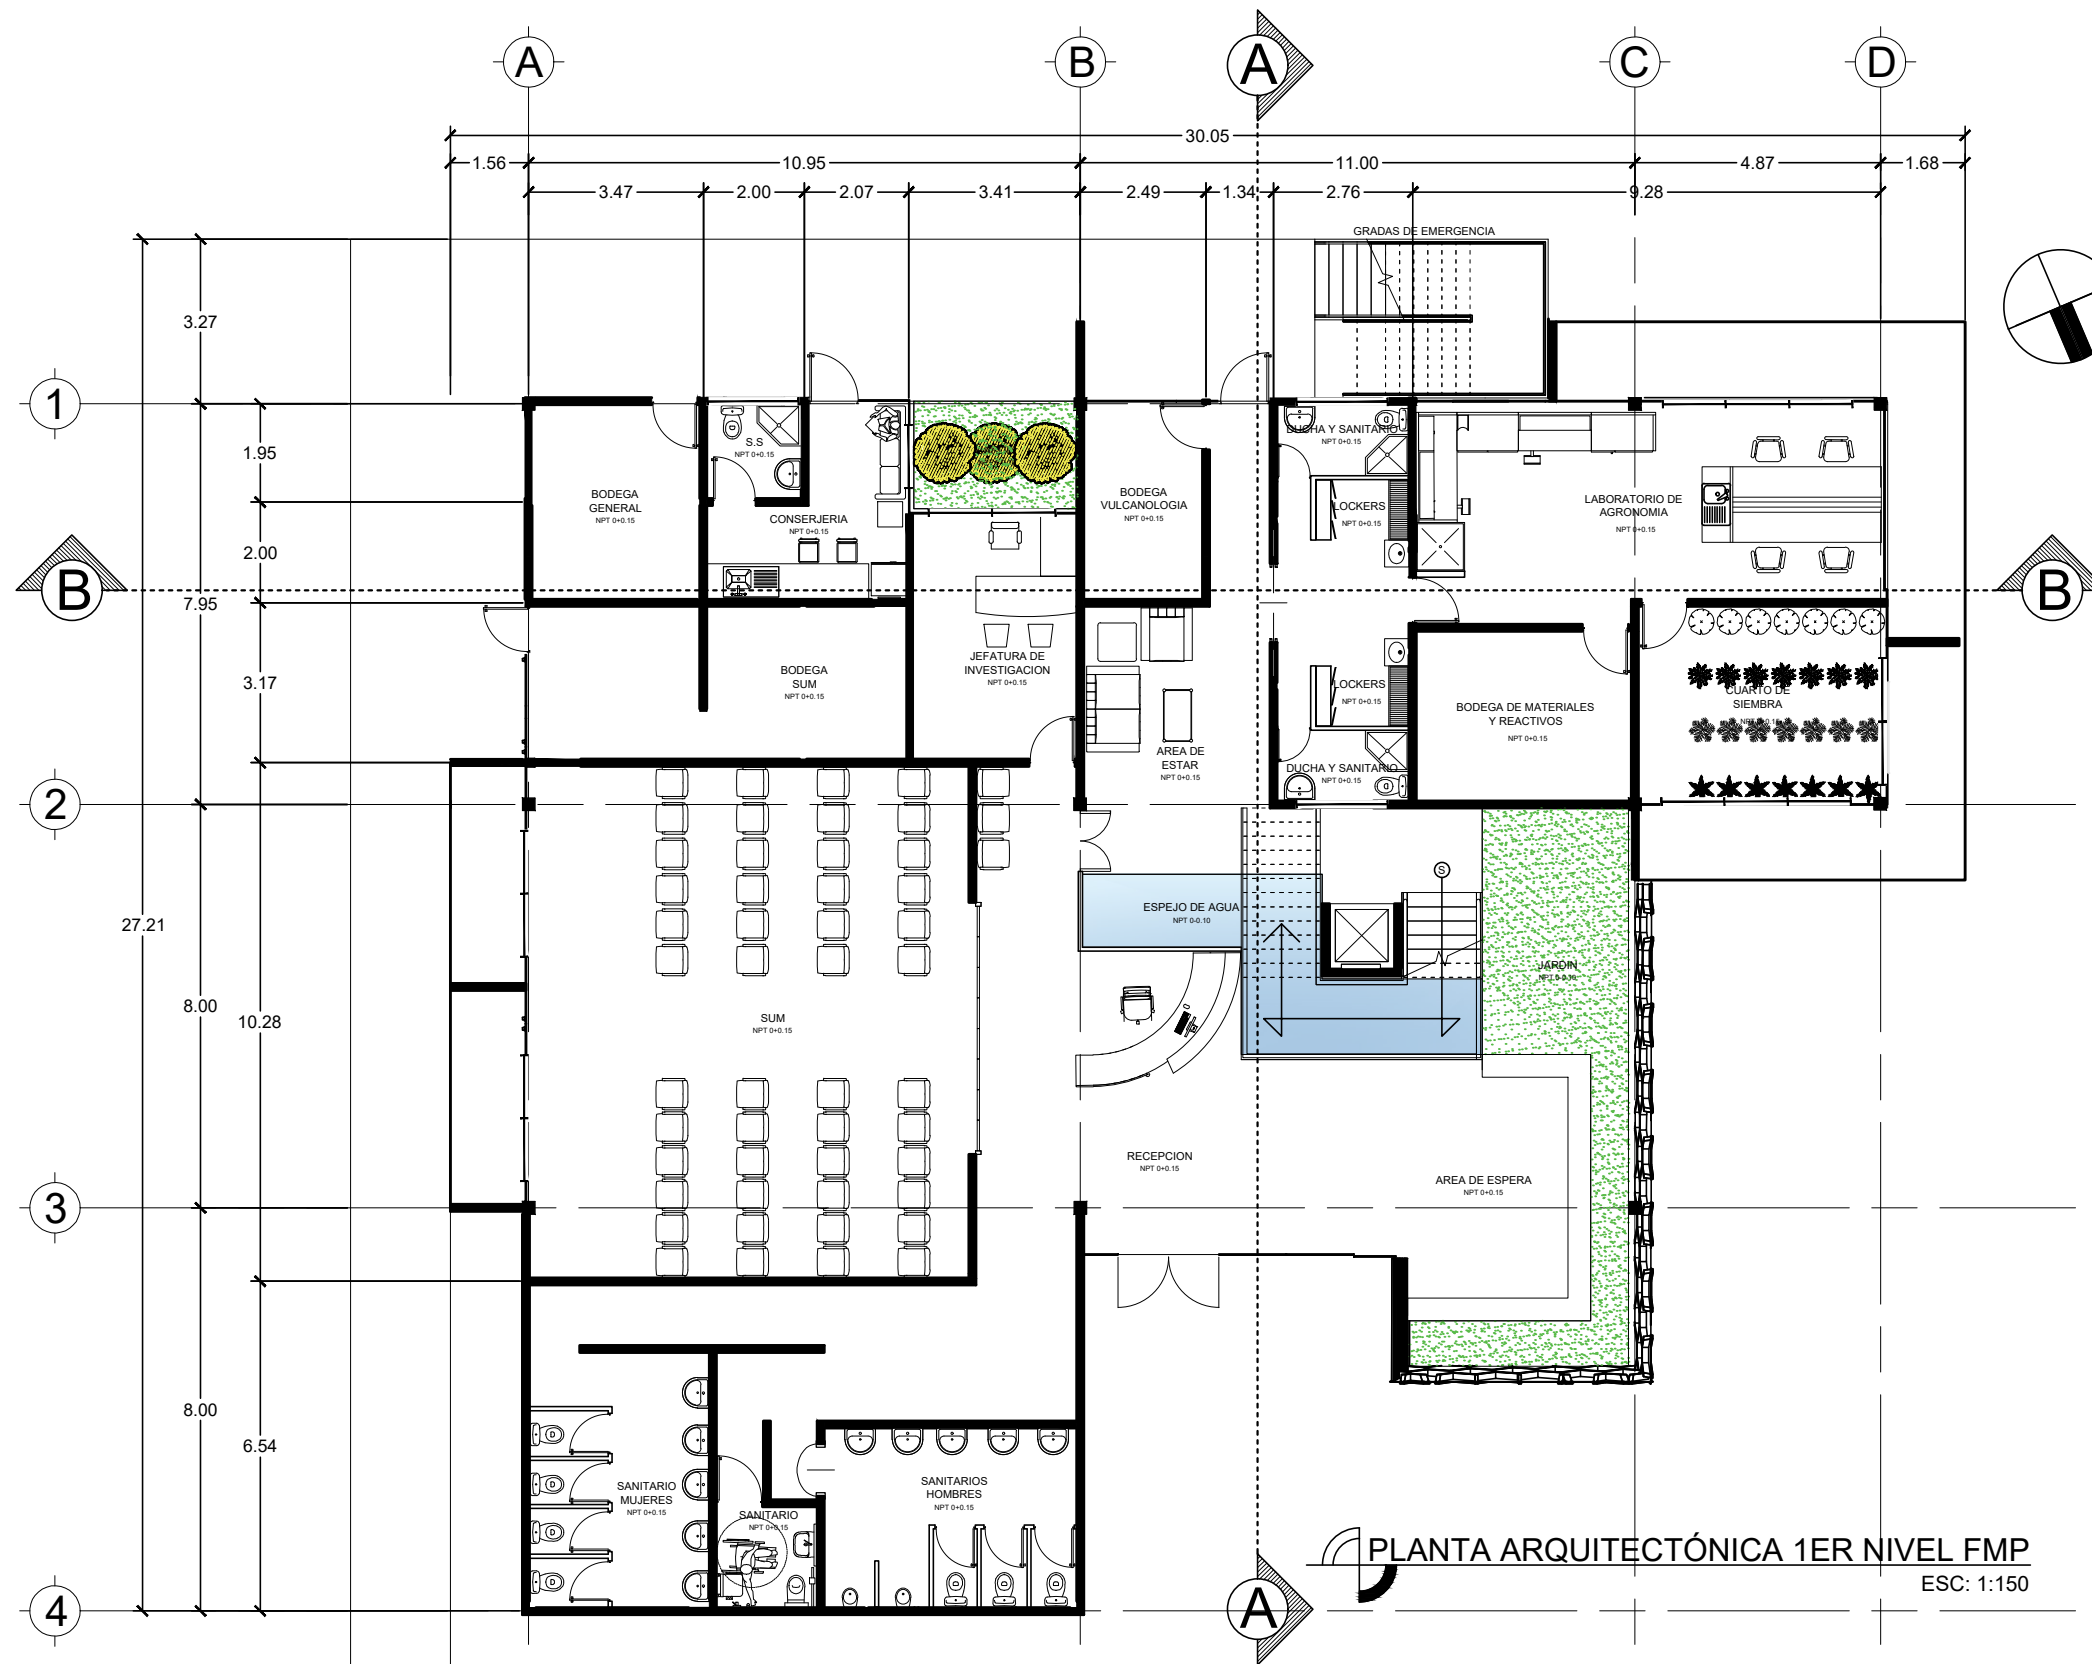 A
B
A
C
D
30.05
1.56
10.95
11.00
4.87
1.68
3.47
2.00
2.07
3.41
2.49
1.34
2.76
9.28
GRADAS DE EMERGENCIA
3.27
1
1.95
S.S
NPT 0+0.15
DUCHA Y SANITARIO
NPT 0+0.15
BODEGA
GENERAL
NPT 0+0.15
CONSERJERIA
NPT 0+0.15
BODEGA
VULCANOLOGIA
NPT 0+0.15
LOCKERS
NPT 0+0.15
LABORATORIO DE
AGRONOMIA
NPT 0+0.15
2.00
B
7.95
B
3.17
BODEGA
SUM
NPT 0+0.15
JEFATURA DE
INVESTIGACION
NPT 0+0.15
LOCKERS
NPT 0+0.15
BODEGA DE MATERIALES
Y REACTIVOS
NPT 0+0.15
CUARTO DE
SIEMBRA
NPT 0+0.15
AREA DE
ESTAR
NPT 0+0.15
DUCHA Y SANITARIO
NPT 0+0.15
2
27.21
8.00
10.28
ESPEJO DE AGUA
NPT 0-0.10
S
JARDIN
NPT 0-0.10
SUM
NPT 0+0.15
RECEPCION
NPT 0+0.15
AREA DE ESPERA
NPT 0+0.15
3
8.00
6.54
SANITARIO
MUJERES
NPT 0+0.15
SANITARIO
NPT 0+0.15
SANITARIOS
HOMBRES
NPT 0+0.15
4
A
PLANTA ARQUITECTÓNICA 1ER NIVEL FMP
ESC: 1:150